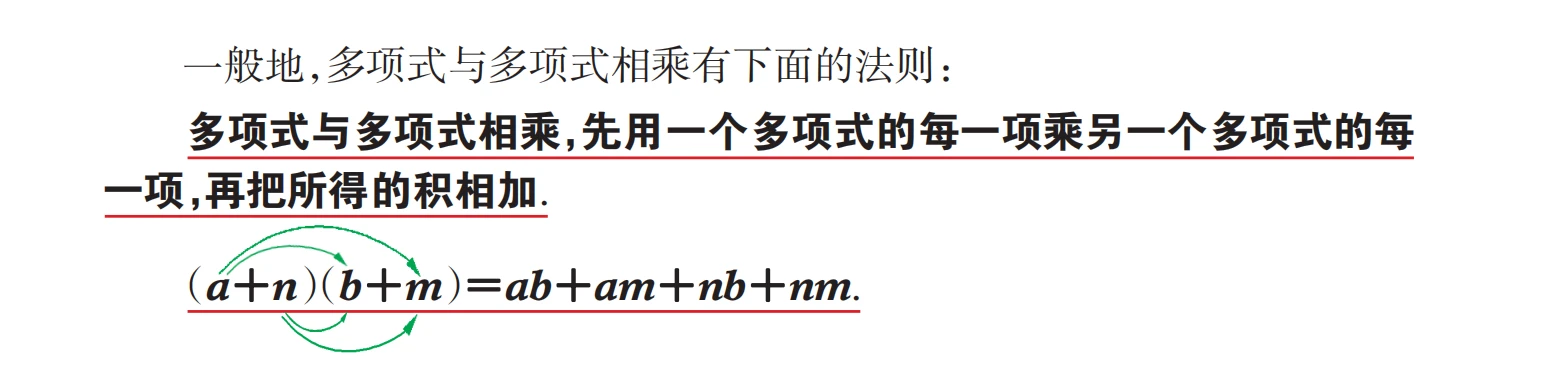 一般地,多项式与多项式相乘有下面的法则:
多项式与多项式相乘,先用一个多项式的每一项乘另一个多项式的每
一项,再把所得的积相加.
(a+n)(b+m)=ab+am+nb+nm.